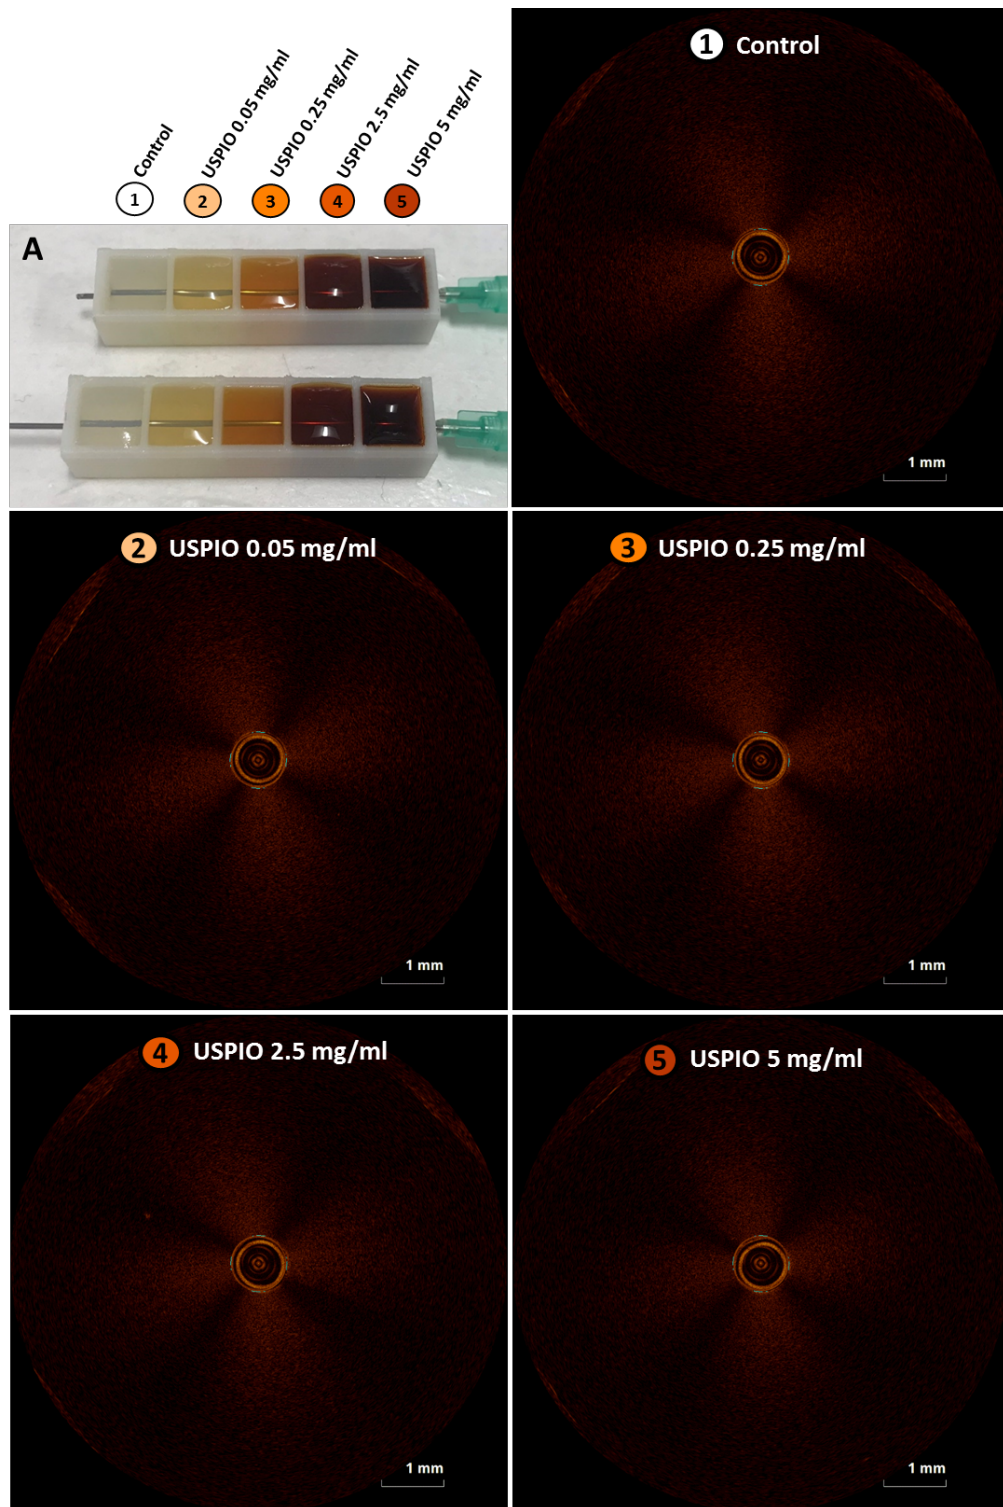 Control
USPIO 0.05 mg/ml
USPIO 0.25 mg/ml
USPIO 2.5 mg/ml
USPIO 5 mg/ml
1
2
3
4
5
A
1 Control
1 mm
2 USPIO 0.05 mg/ml
1 mm
3 USPIO 0.25 mg/ml
1 mm
4 USPIO 2.5 mg/ml
1 mm
5 USPIO 5 mg/ml
1 mm